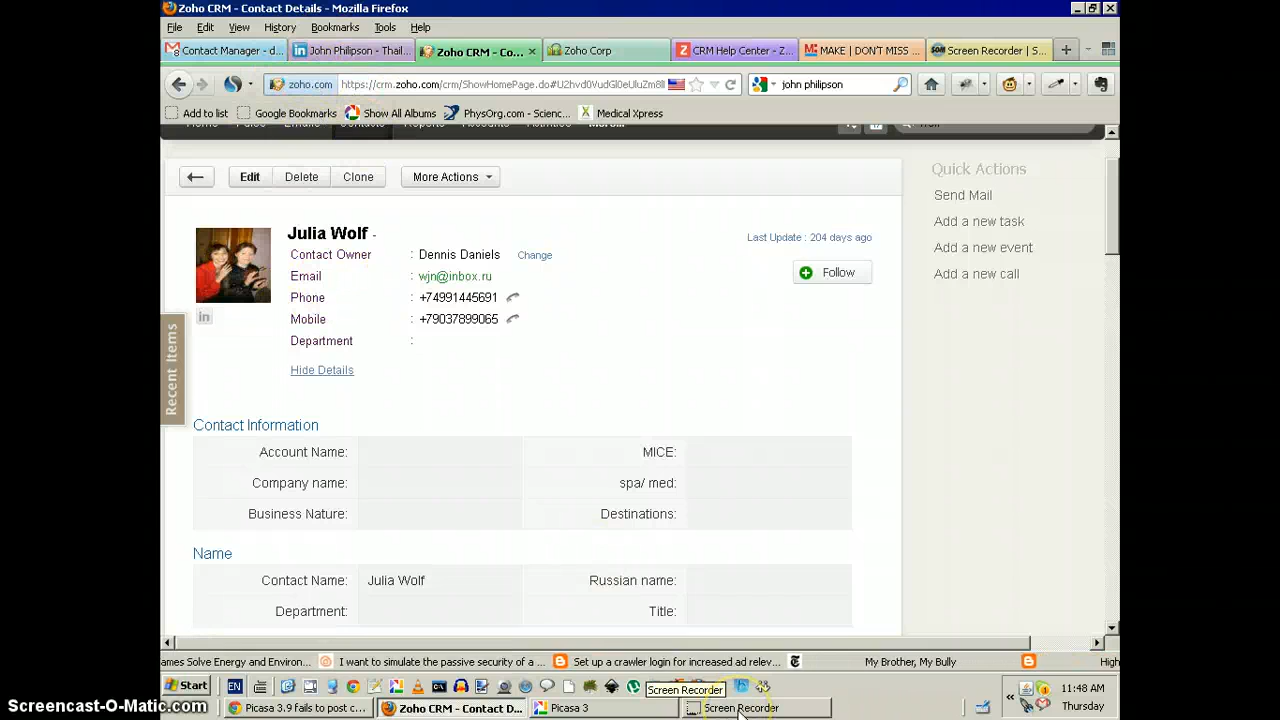 Zoho CRM - Contact Details - Mozilla Firefox
File Edit View History Bookmarks Tools Help
Contact Manager - d... John Philipson - Thail... Zoho CRM - Co... Zoho Corp CRM Help Center - Z... MAKE | DON'T MISS ... Screen Recorder | S...
zoho.com https://crm.zoho.com/crm/ShowHomePage.do# john philipson
Add to list Google Bookmarks Show All Albums PhysOrg.com - Scienc... Medical Xpress
Edit Delete Clone More Actions
Quick Actions
Send Mail
Add a new task
Add a new event
Add a new call
Julia Wolf -
Last Update : 204 days ago
Contact Owner : Dennis Daniels Change
Follow
Email : wjn@inbox.ru
Phone : +74991445691
Mobile : +79037899065
Department :
in
Hide Details
Recent Items
Contact Information
Account Name: MICE:
Company name: spa/ med:
Business Nature: Destinations:
Name
Contact Name: Julia Wolf Russian name:
Department: Title:
ames Solve Energy and Environ... I want to simulate the passive security of a ... Set up a crawler login for increased ad relev... My Brother, My Bully High
Start EN Screen Recorder 11:48 AM
Picasa 3.9 fails to post c... Zoho CRM - Contact D... Picasa 3 Screen Recorder Thursday
Screencast-O-Matic.com